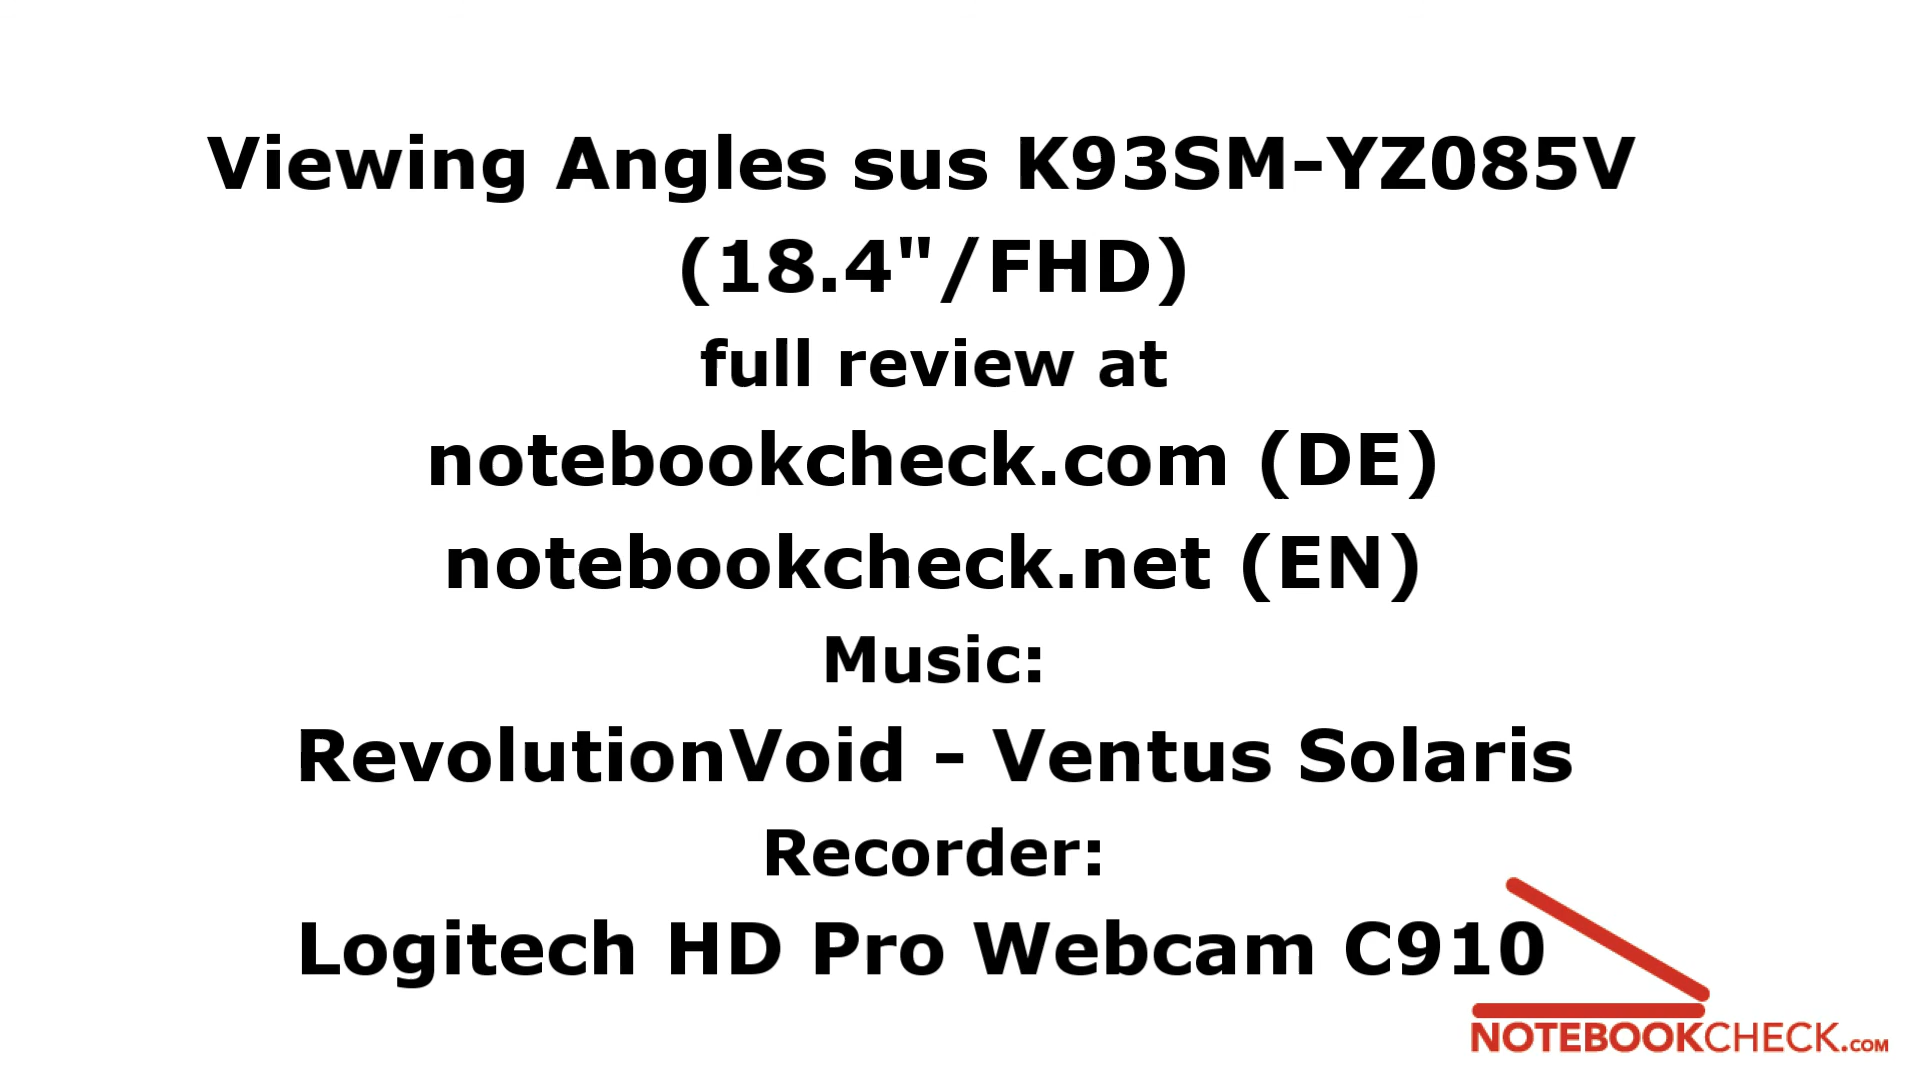 Viewing Angles sus K93SM-YZ085V
(18.4"/FHD)
full review at
notebookcheck.com (DE)
notebookcheck.net (EN)
Music:
RevolutionVoid - Ventus Solaris
Recorder:
Logitech HD Pro Webcam C910
NOTEBOOKCHECK.COM